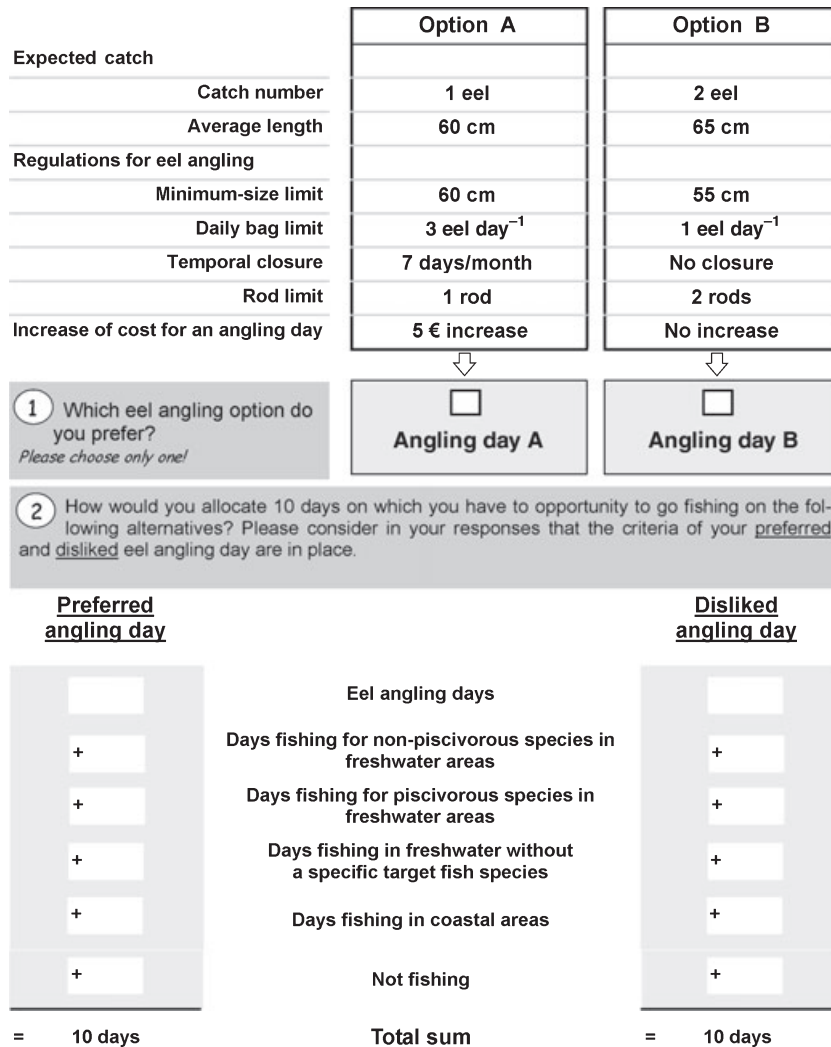 Option A Option B
Expected catch
Catch number 1 eel 2 eel
Average length 60 cm 65 cm
Regulations for eel angling
Minimum-size limit 60 cm 55 cm
Daily bag limit 3 eel day⁻¹ 1 eel day⁻¹
Temporal closure 7 days/month No closure
Rod limit 1 rod 2 rods
Increase of cost for an angling day 5 € increase No increase
1 Which eel angling option do
you prefer?
Please choose only one!
Angling day A Angling day B
2 How would you allocate 10 days on which you have to opportunity to go fishing on the fol-
lowing alternatives? Please consider in your responses that the criteria of your preferred
and disliked eel angling day are in place.
Preferred
angling day
Disliked
angling day
Eel angling days
+ Days fishing for non-piscivorous species in +
freshwater areas
+ Days fishing for piscivorous species in +
freshwater areas
+ Days fishing in freshwater without +
a specific target fish species
+ Days fishing in coastal areas +
+ Not fishing +
= 10 days Total sum = 10 days